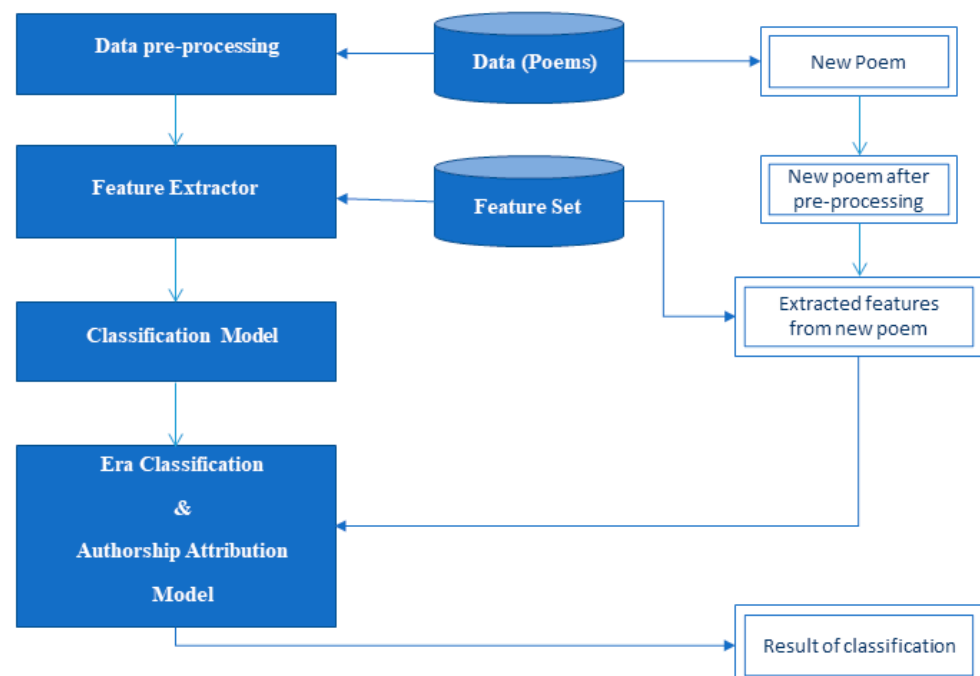 Data pre-processing
Data (Poems)
New Poem
Feature Extractor
Feature Set
New poem after
pre-processing
Classification Model
Extracted features
from new poem
Era Classification
&
Authorship Attribution
Model
Result of classification